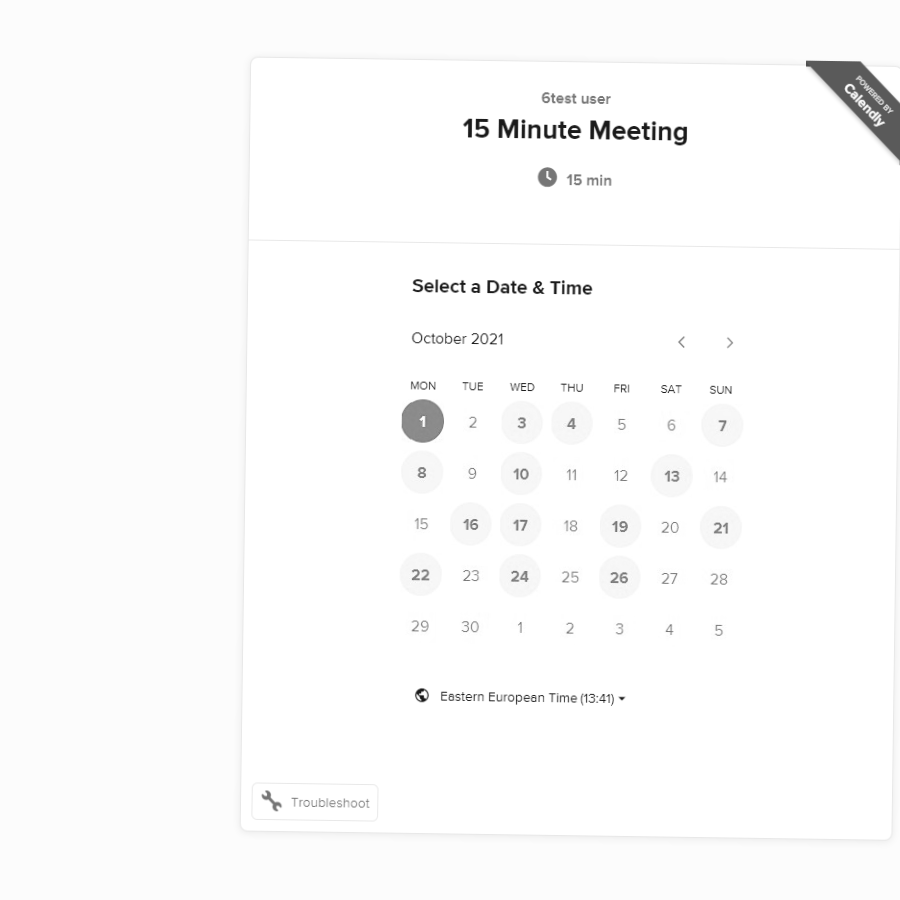 6test user
15 Minute Meeting
15 min
POWERED BY
Calendly
Select a Date & Time
October 2021
MON TUE WED THU FRI SAT SUN
1 2 3 4 5 6 7
8 9 10 11 12 13 14
15 16 17 18 19 20 21
22 23 24 25 26 27 28
29 30 1 2 3 4 5
Eastern European Time (13:41)
Troubleshoot